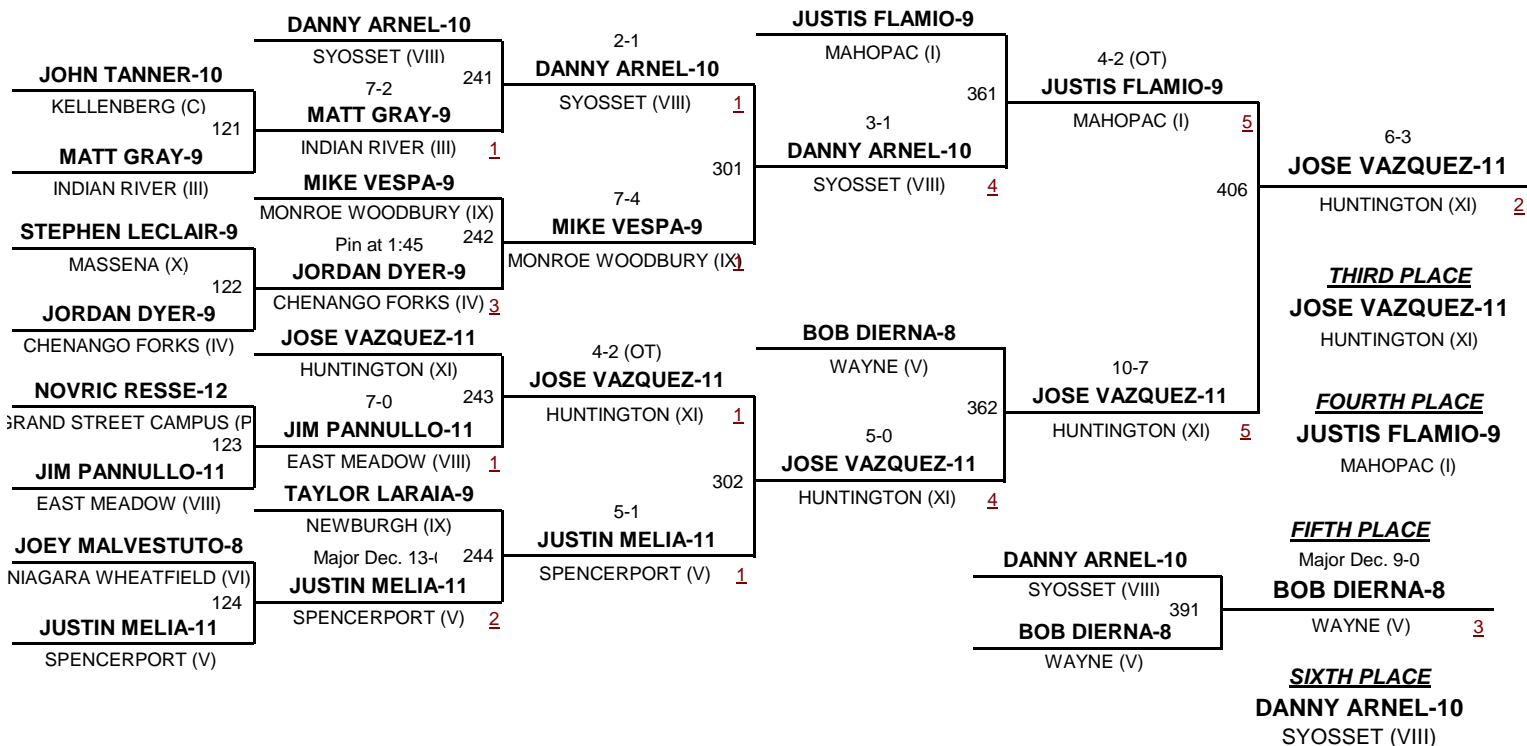 JOHN TANNER-10
KELLENBERG (C)
121
MATT GRAY-9
INDIAN RIVER (III)
STEPHEN LECLAIR-9
MASSENA (X)
122
JORDAN DYER-9
CHENANGO FORKS (IV)
NOVRIC RESSE-12
GRAND STREET CAMPUS (P
123
JIM PANNULLO-11
EAST MEADOW (VIII)
JOEY MALVESTUTO-8
NIAGARA WHEATFIELD (VI)
124
JUSTIN MELIA-11
SPENCERPORT (V)
DANNY ARNEL-10
SYOSSET (VIII)
7-2
241
MATT GRAY-9
INDIAN RIVER (III) 1
MIKE VESPA-9
MONROE WOODBURY (IX)
Pin at 1:45
242
JORDAN DYER-9
CHENANGO FORKS (IV) 3
JOSE VAZQUEZ-11
HUNTINGTON (XI)
7-0
243
JIM PANNULLO-11
EAST MEADOW (VIII) 1
TAYLOR LARAIA-9
NEWBURGH (IX)
Major Dec. 13-
244
JUSTIN MELIA-11
SPENCERPORT (V) 2
2-1
DANNY ARNEL-10
SYOSSET (VIII) 1
301
7-4
MIKE VESPA-9
MONROE WOODBURY (IX) 1
4-2 (OT)
JOSE VAZQUEZ-11
HUNTINGTON (XI) 1
302
5-1
JUSTIN MELIA-11
SPENCERPORT (V) 1
JUSTIS FLAMIO-9
MAHOPAC (I)
361
3-1
DANNY ARNEL-10
SYOSSET (VIII) 4
BOB DIERNA-8
WAYNE (V)
362
5-0
JOSE VAZQUEZ-11
HUNTINGTON (XI) 4
4-2 (OT)
JUSTIS FLAMIO-9
MAHOPAC (I) 5
406
10-7
JOSE VAZQUEZ-11
HUNTINGTON (XI) 5
6-3
JOSE VAZQUEZ-11
HUNTINGTON (XI) 2
THIRD PLACE
JOSE VAZQUEZ-11
HUNTINGTON (XI)
FOURTH PLACE
JUSTIS FLAMIO-9
MAHOPAC (I)
DANNY ARNEL-10
SYOSSET (VIII)
391
BOB DIERNA-8
WAYNE (V)
FIFTH PLACE
Major Dec. 9-0
BOB DIERNA-8
WAYNE (V) 3
SIXTH PLACE
DANNY ARNEL-10
SYOSSET (VIII)